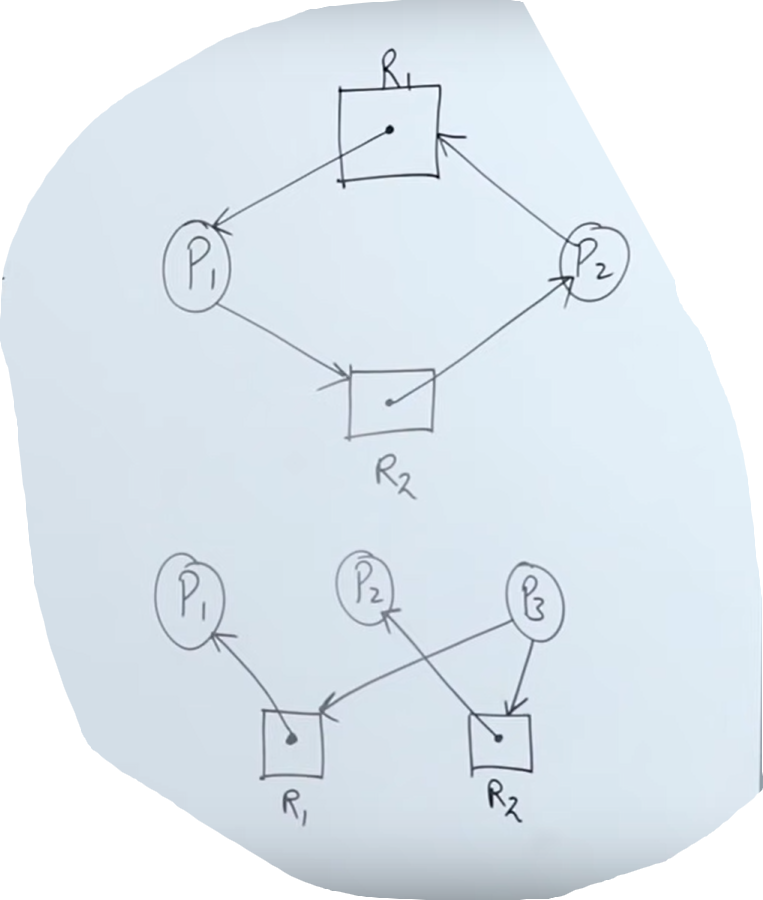 R₁
P₁ P₂
R₂
P₁ P₂ P₃
R₁ R₂